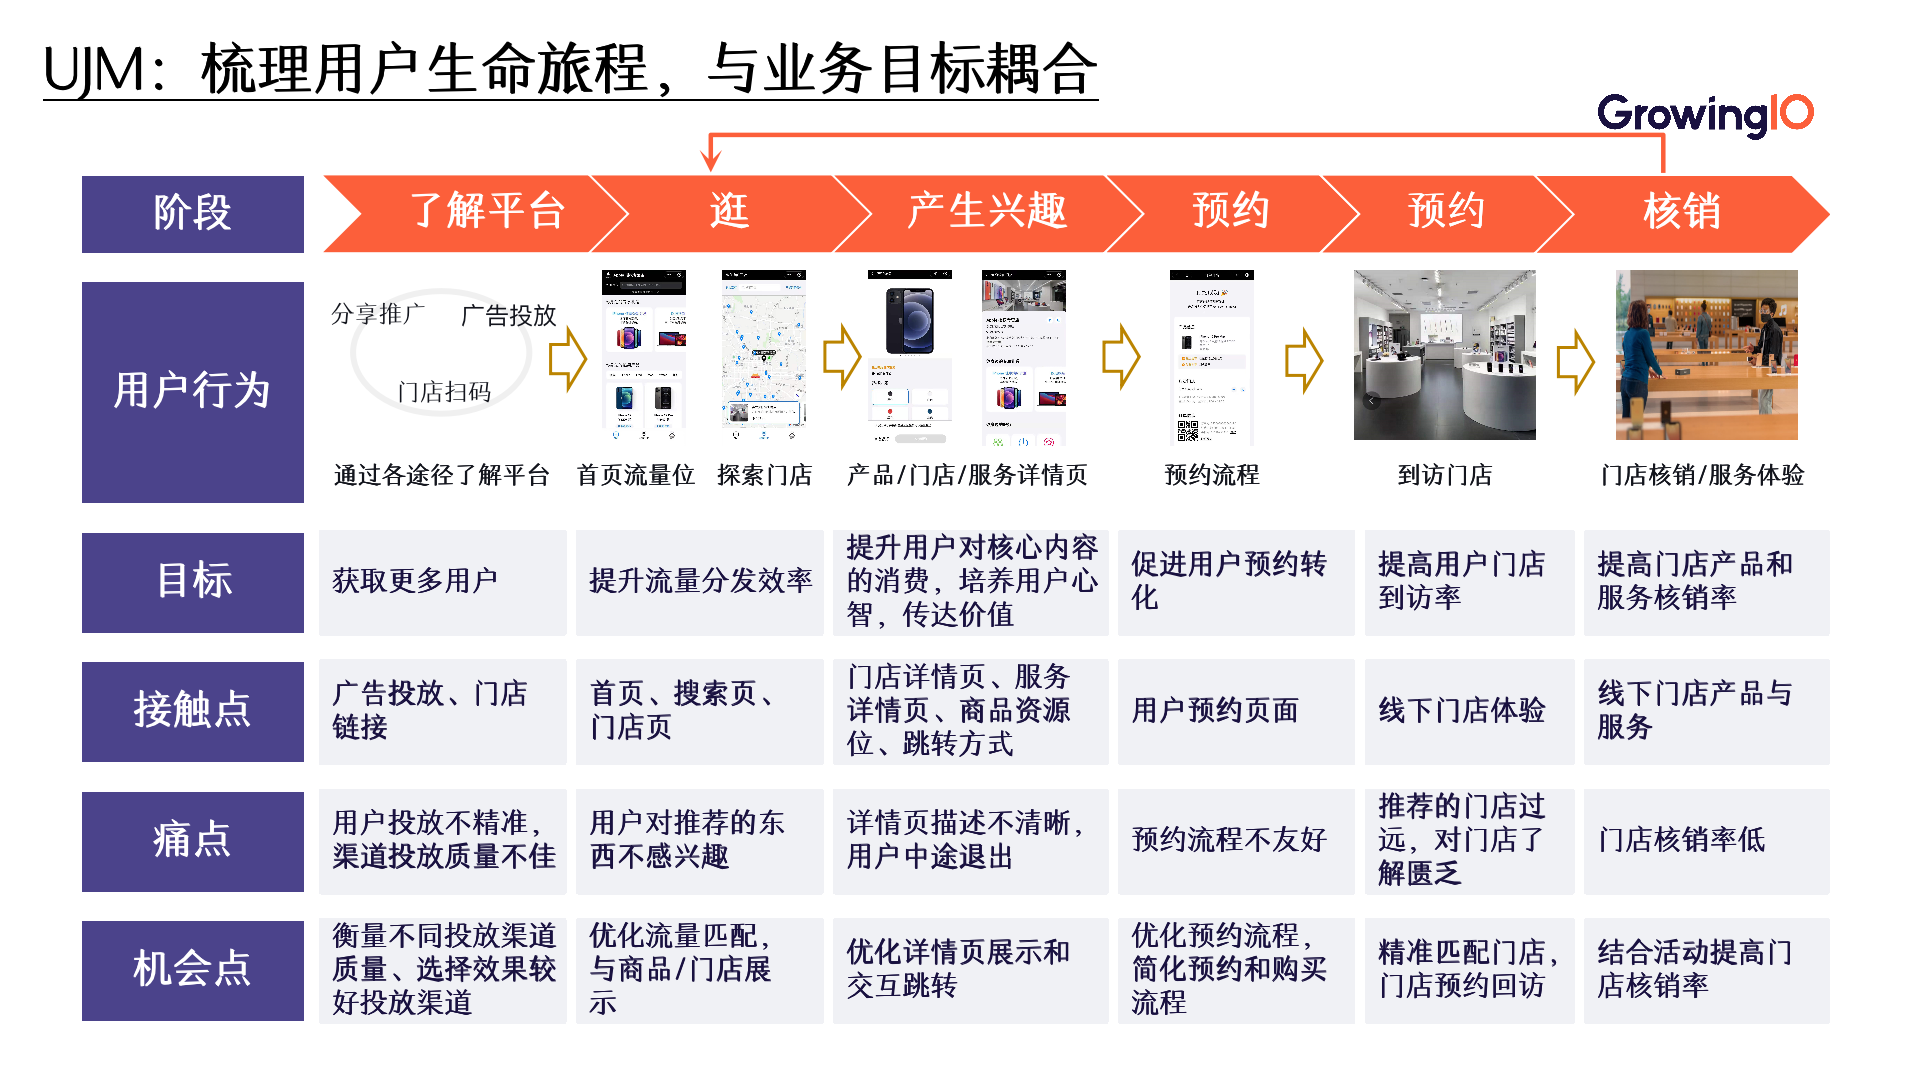 UJM：梳理用户生命旅程，与业务目标耦合
GrowingIO
阶段
了解平台
逛
产生兴趣
预约
预约
核销
用户行为
分享推广
广告投放
门店扫码
通过各途径了解平台
首页流量位
探索门店
产品/门店/服务详情页
预约流程
到访门店
门店核销/服务体验
目标
获取更多用户
提升流量分发效率
提升用户对核心内容
的消费，培养用户心
智，传达价值
促进用户预约转
化
提高用户门店
到访率
提高门店产品和
服务核销率
接触点
广告投放、门店
链接
首页、搜索页、
门店页
门店详情页、服务
详情页、商品资源
位、跳转方式
用户预约页面
线下门店体验
线下门店产品与
服务
痛点
用户投放不精准，
渠道投放质量不佳
用户对推荐的东
西不感兴趣
详情页描述不清晰，
用户中途退出
预约流程不友好
推荐的门店过
远，对门店了
解匮乏
门店核销率低
机会点
衡量不同投放渠道
质量、选择效果较
好投放渠道
优化流量匹配，
与商品/门店展
示
优化详情页展示和
交互跳转
优化预约流程，
简化预约和购买
流程
精准匹配门店，
门店预约回访
结合活动提高门
店核销率